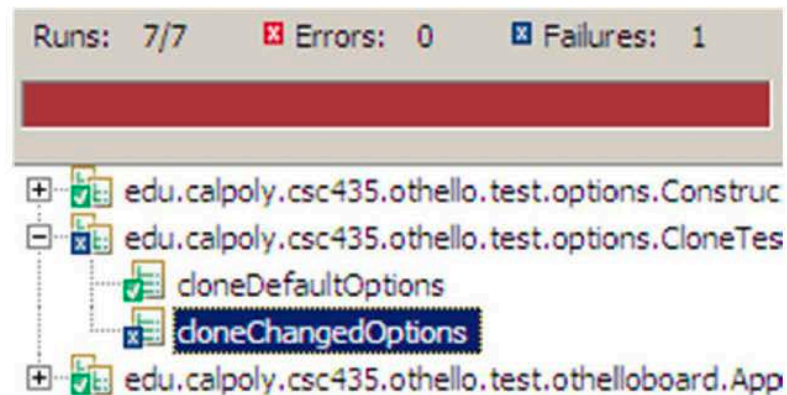 Runs: 7/7 Errors: 0 Failures: 1
edu.calpoly.csc435.othello.test.options.Construc
edu.calpoly.csc435.othello.test.options.CloneTes
cloneDefaultOptions
cloneChangedOptions
edu.calpoly.csc435.othello.test.othelloboard.App